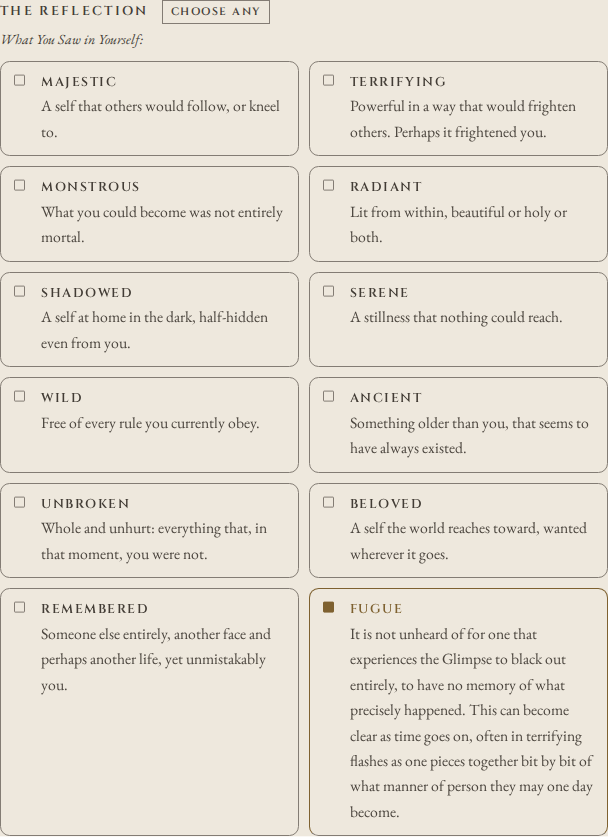 THE REFLECTION CHOOSE ANY
What You Saw in Yourself:
MAJESTIC
A self that others would follow, or kneel
to.
TERRIFYING
Powerful in a way that would frighten
others. Perhaps it frightened you.
MONSTROUS
What you could become was not entirely
mortal.
RADIANT
Lit from within, beautiful or holy or
both.
SHADOWED
A self at home in the dark, half-hidden
even from you.
SERENE
A stillness that nothing could reach.
WILD
Free of every rule you currently obey.
ANCIENT
Something older than you, that seems to
have always existed.
UNBROKEN
Whole and unhurt: everything that, in
that moment, you were not.
BELOVED
A self the world reaches toward, wanted
wherever it goes.
REMEMBERED
Someone else entirely, another face and
perhaps another life, yet unmistakably
you.
FUGUE
It is not unheard of for one that
experiences the Glimpse to black out
entirely, to have no memory of what
precisely happened. This can become
clear as time goes on, often in terrifying
flashes as one pieces together bit by bit of
what manner of person they may one day
become.